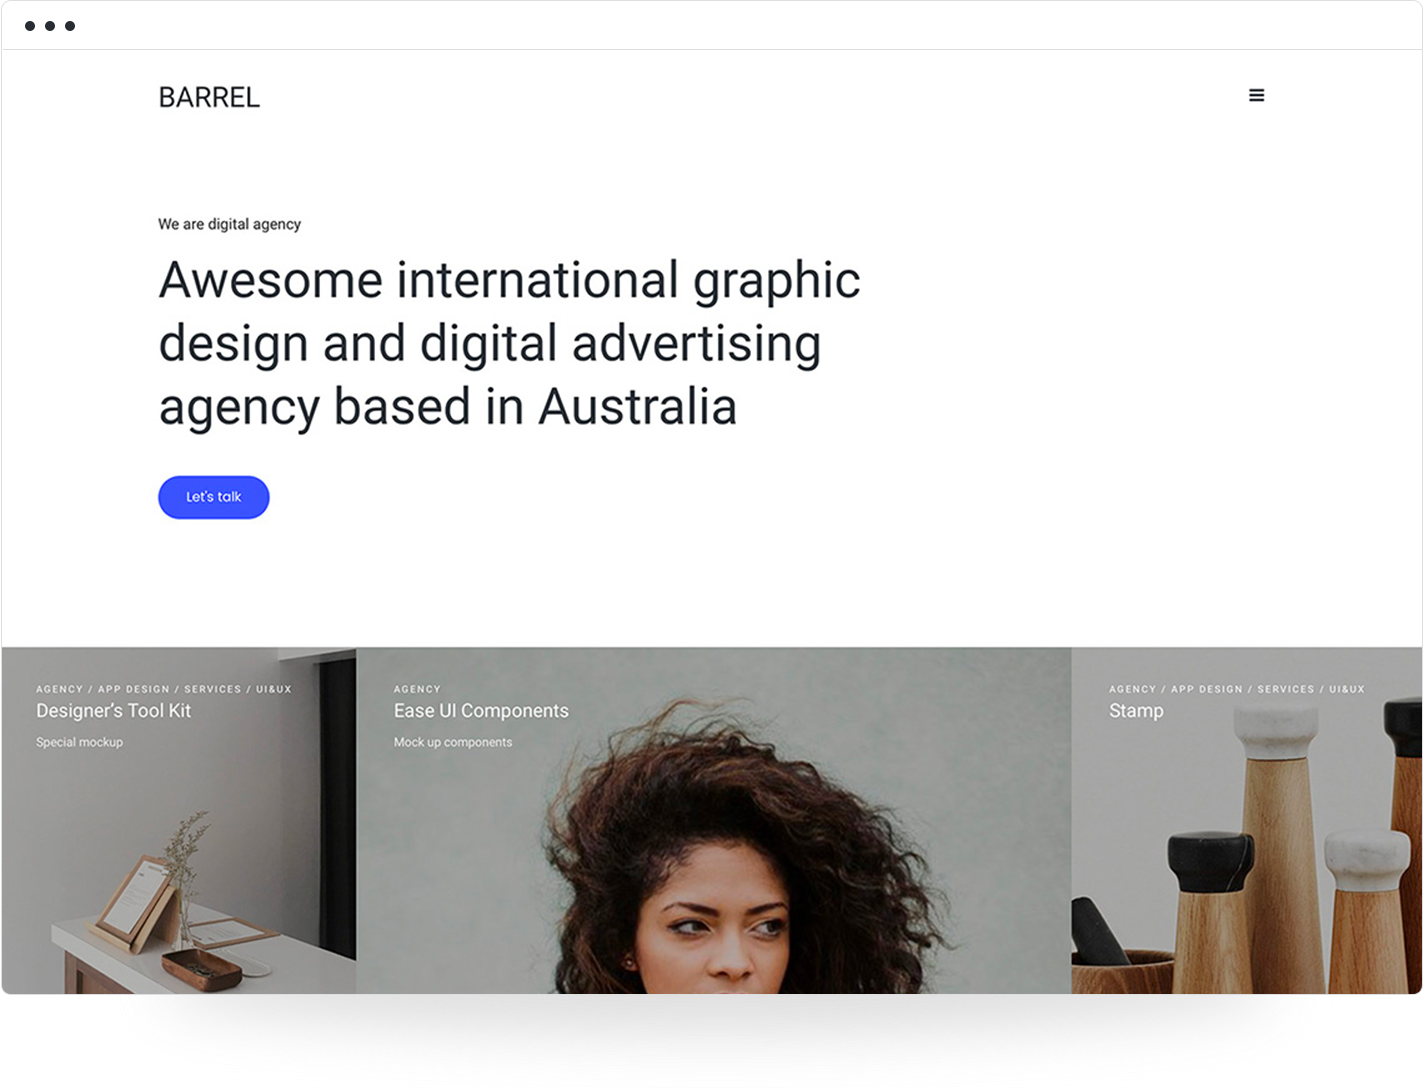 BARREL
We are digital agency
Awesome international graphic
design and digital advertising
agency based in Australia
Let's talk
AGENCY / APP DESIGN / SERVICES / UI&UX
Designer’s Tool Kit
Special mockup
AGENCY
Ease UI Components
Mock up components
AGENCY / APP DESIGN / SERVICES / UI&UX
Stamp